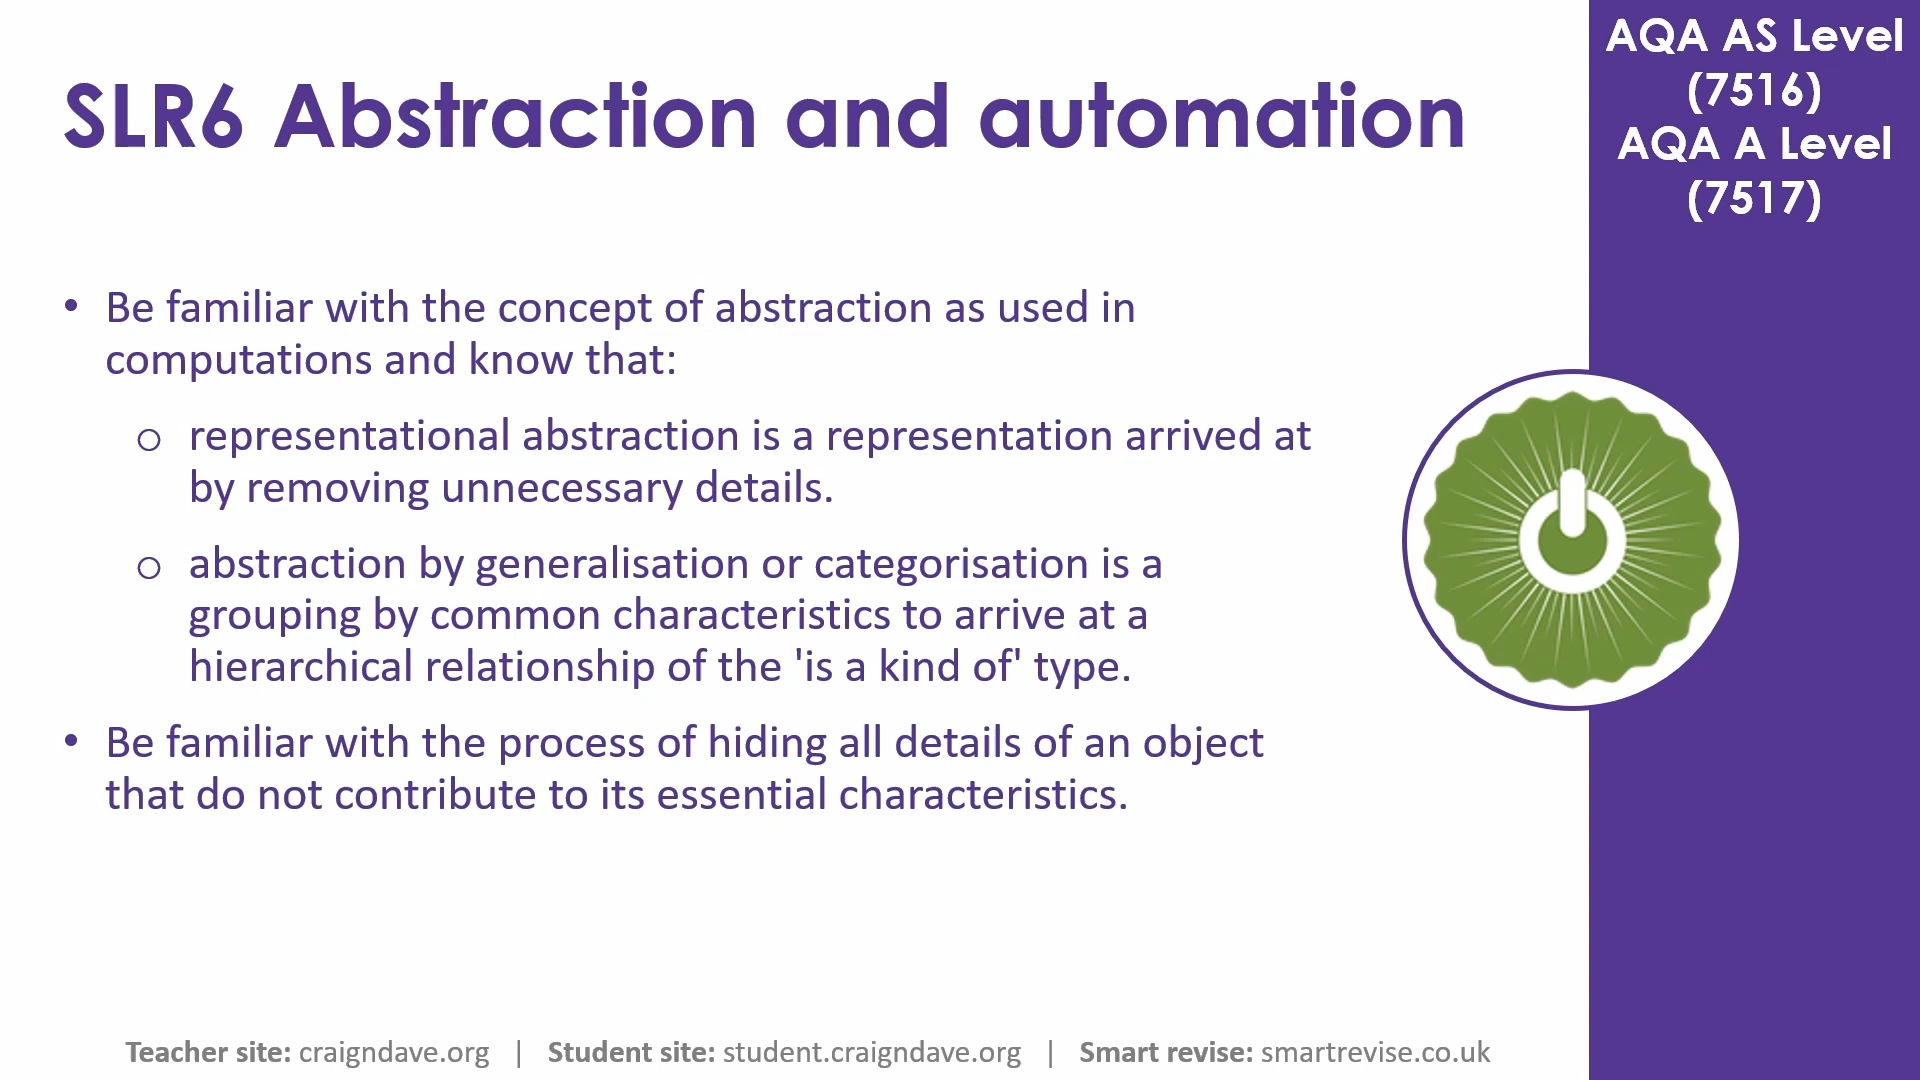 SLR6 Abstraction and automation
AQA AS Level
(7516)
AQA A Level
(7517)
• Be familiar with the concept of abstraction as used in
computations and know that:
o representational abstraction is a representation arrived at
by removing unnecessary details.
o abstraction by generalisation or categorisation is a
grouping by common characteristics to arrive at a
hierarchical relationship of the 'is a kind of' type.
• Be familiar with the process of hiding all details of an object
that do not contribute to its essential characteristics.
Teacher site: craigndave.org | Student site: student.craigndave.org | Smart revise: smartrevise.co.uk